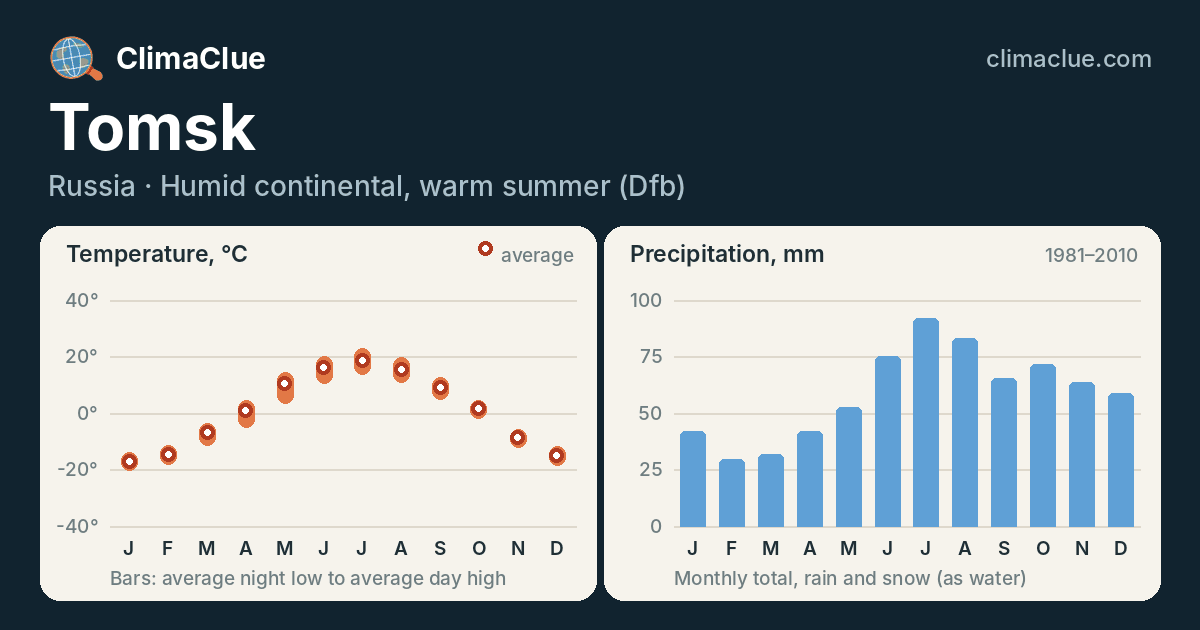 ClimaClue
climaclue.com
Tomsk
Russia · Humid continental, warm summer (Dfb)
Temperature, °C
average
40°
20°
0°
-20°
-40°
J F M A M J J A S O N D
Bars: average night low to average day high
Precipitation, mm
1981–2010
100
75
50
25
0
J F M A M J J A S O N D
Monthly total, rain and snow (as water)